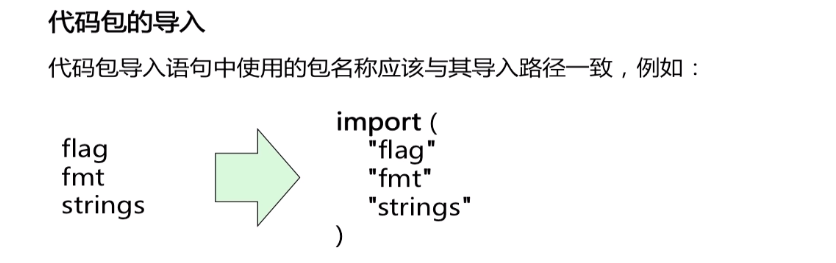 代码包的导入
代码包导入语句中使用的包名称应该与其导入路径一致，例如：
flag
fmt
strings
import (
"flag"
"fmt"
"strings"
)